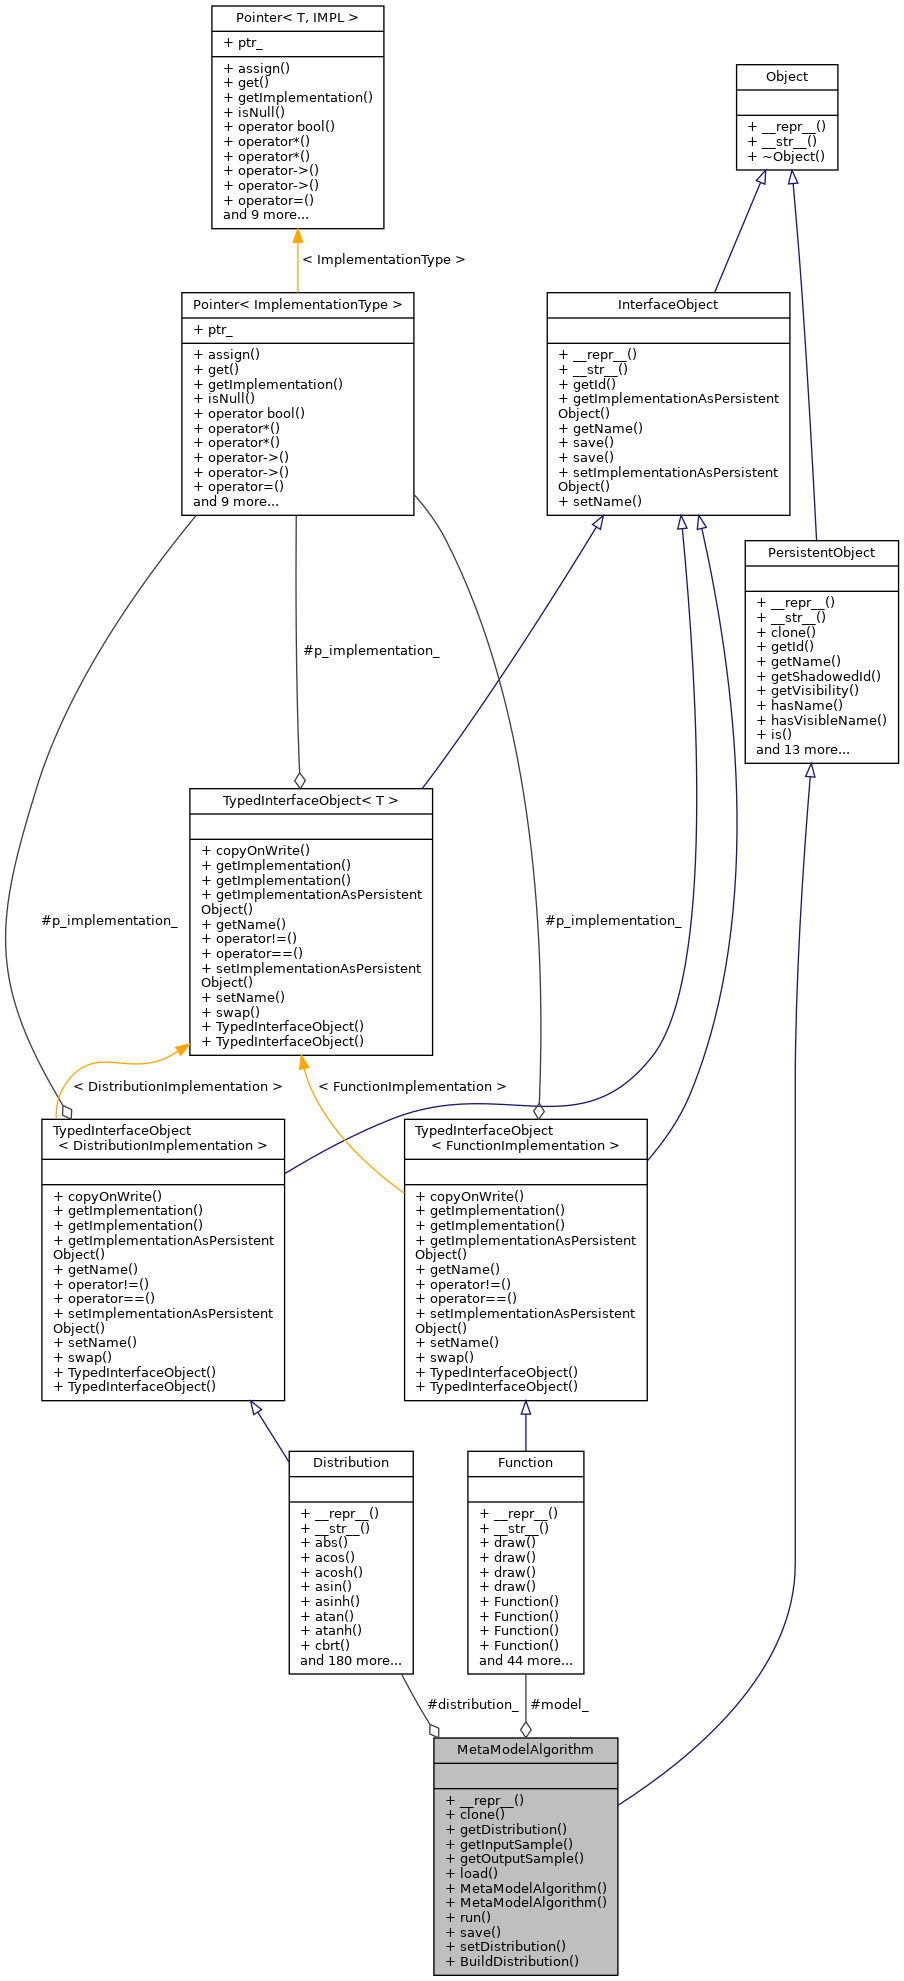 Pointer< T, IMPL >
+ ptr_
+ assign()
+ get()
+ getImplementation()
+ isNull()
+ operator bool()
+ operator*()
+ operator*()
+ operator->()
+ operator->()
+ operator=()
and 9 more...
Object
+ __repr__()
+ __str__()
+ ~Object()
< ImplementationType >
Pointer< ImplementationType >
+ ptr_
+ assign()
+ get()
+ getImplementation()
+ isNull()
+ operator bool()
+ operator*()
+ operator*()
+ operator->()
+ operator->()
+ operator=()
and 9 more...
InterfaceObject
+ __repr__()
+ __str__()
+ getId()
+ getImplementationAsPersistent
Object()
+ getName()
+ save()
+ save()
+ setImplementationAsPersistent
Object()
+ setName()
PersistentObject
+ __repr__()
+ __str__()
+ clone()
+ getId()
+ getName()
+ getShadowedId()
+ getVisibility()
+ hasName()
+ hasVisibleName()
+ is()
and 13 more...
#p_implementation_
TypedInterfaceObject< T >
+ copyOnWrite()
+ getImplementation()
+ getImplementation()
+ getImplementationAsPersistent
Object()
+ getName()
+ operator!=()
+ operator==()
+ setImplementationAsPersistent
Object()
+ setName()
+ swap()
+ TypedInterfaceObject()
+ TypedInterfaceObject()
#p_implementation_
#p_implementation_
< DistributionImplementation >
< FunctionImplementation >
TypedInterfaceObject
< DistributionImplementation >
+ copyOnWrite()
+ getImplementation()
+ getImplementation()
+ getImplementationAsPersistent
Object()
+ getName()
+ operator!=()
+ operator==()
+ setImplementationAsPersistent
Object()
+ setName()
+ swap()
+ TypedInterfaceObject()
+ TypedInterfaceObject()
TypedInterfaceObject
< FunctionImplementation >
+ copyOnWrite()
+ getImplementation()
+ getImplementation()
+ getImplementationAsPersistent
Object()
+ getName()
+ operator!=()
+ operator==()
+ setImplementationAsPersistent
Object()
+ setName()
+ swap()
+ TypedInterfaceObject()
+ TypedInterfaceObject()
Distribution
+ __repr__()
+ __str__()
+ abs()
+ acos()
+ acosh()
+ asin()
+ asinh()
+ atan()
+ atanh()
+ cbrt()
and 180 more...
Function
+ __repr__()
+ __str__()
+ draw()
+ draw()
+ draw()
+ draw()
+ Function()
+ Function()
+ Function()
+ Function()
and 44 more...
#distribution_
#model_
MetaModelAlgorithm
+ __repr__()
+ clone()
+ getDistribution()
+ getInputSample()
+ getOutputSample()
+ load()
+ MetaModelAlgorithm()
+ MetaModelAlgorithm()
+ run()
+ save()
+ setDistribution()
+ BuildDistribution()